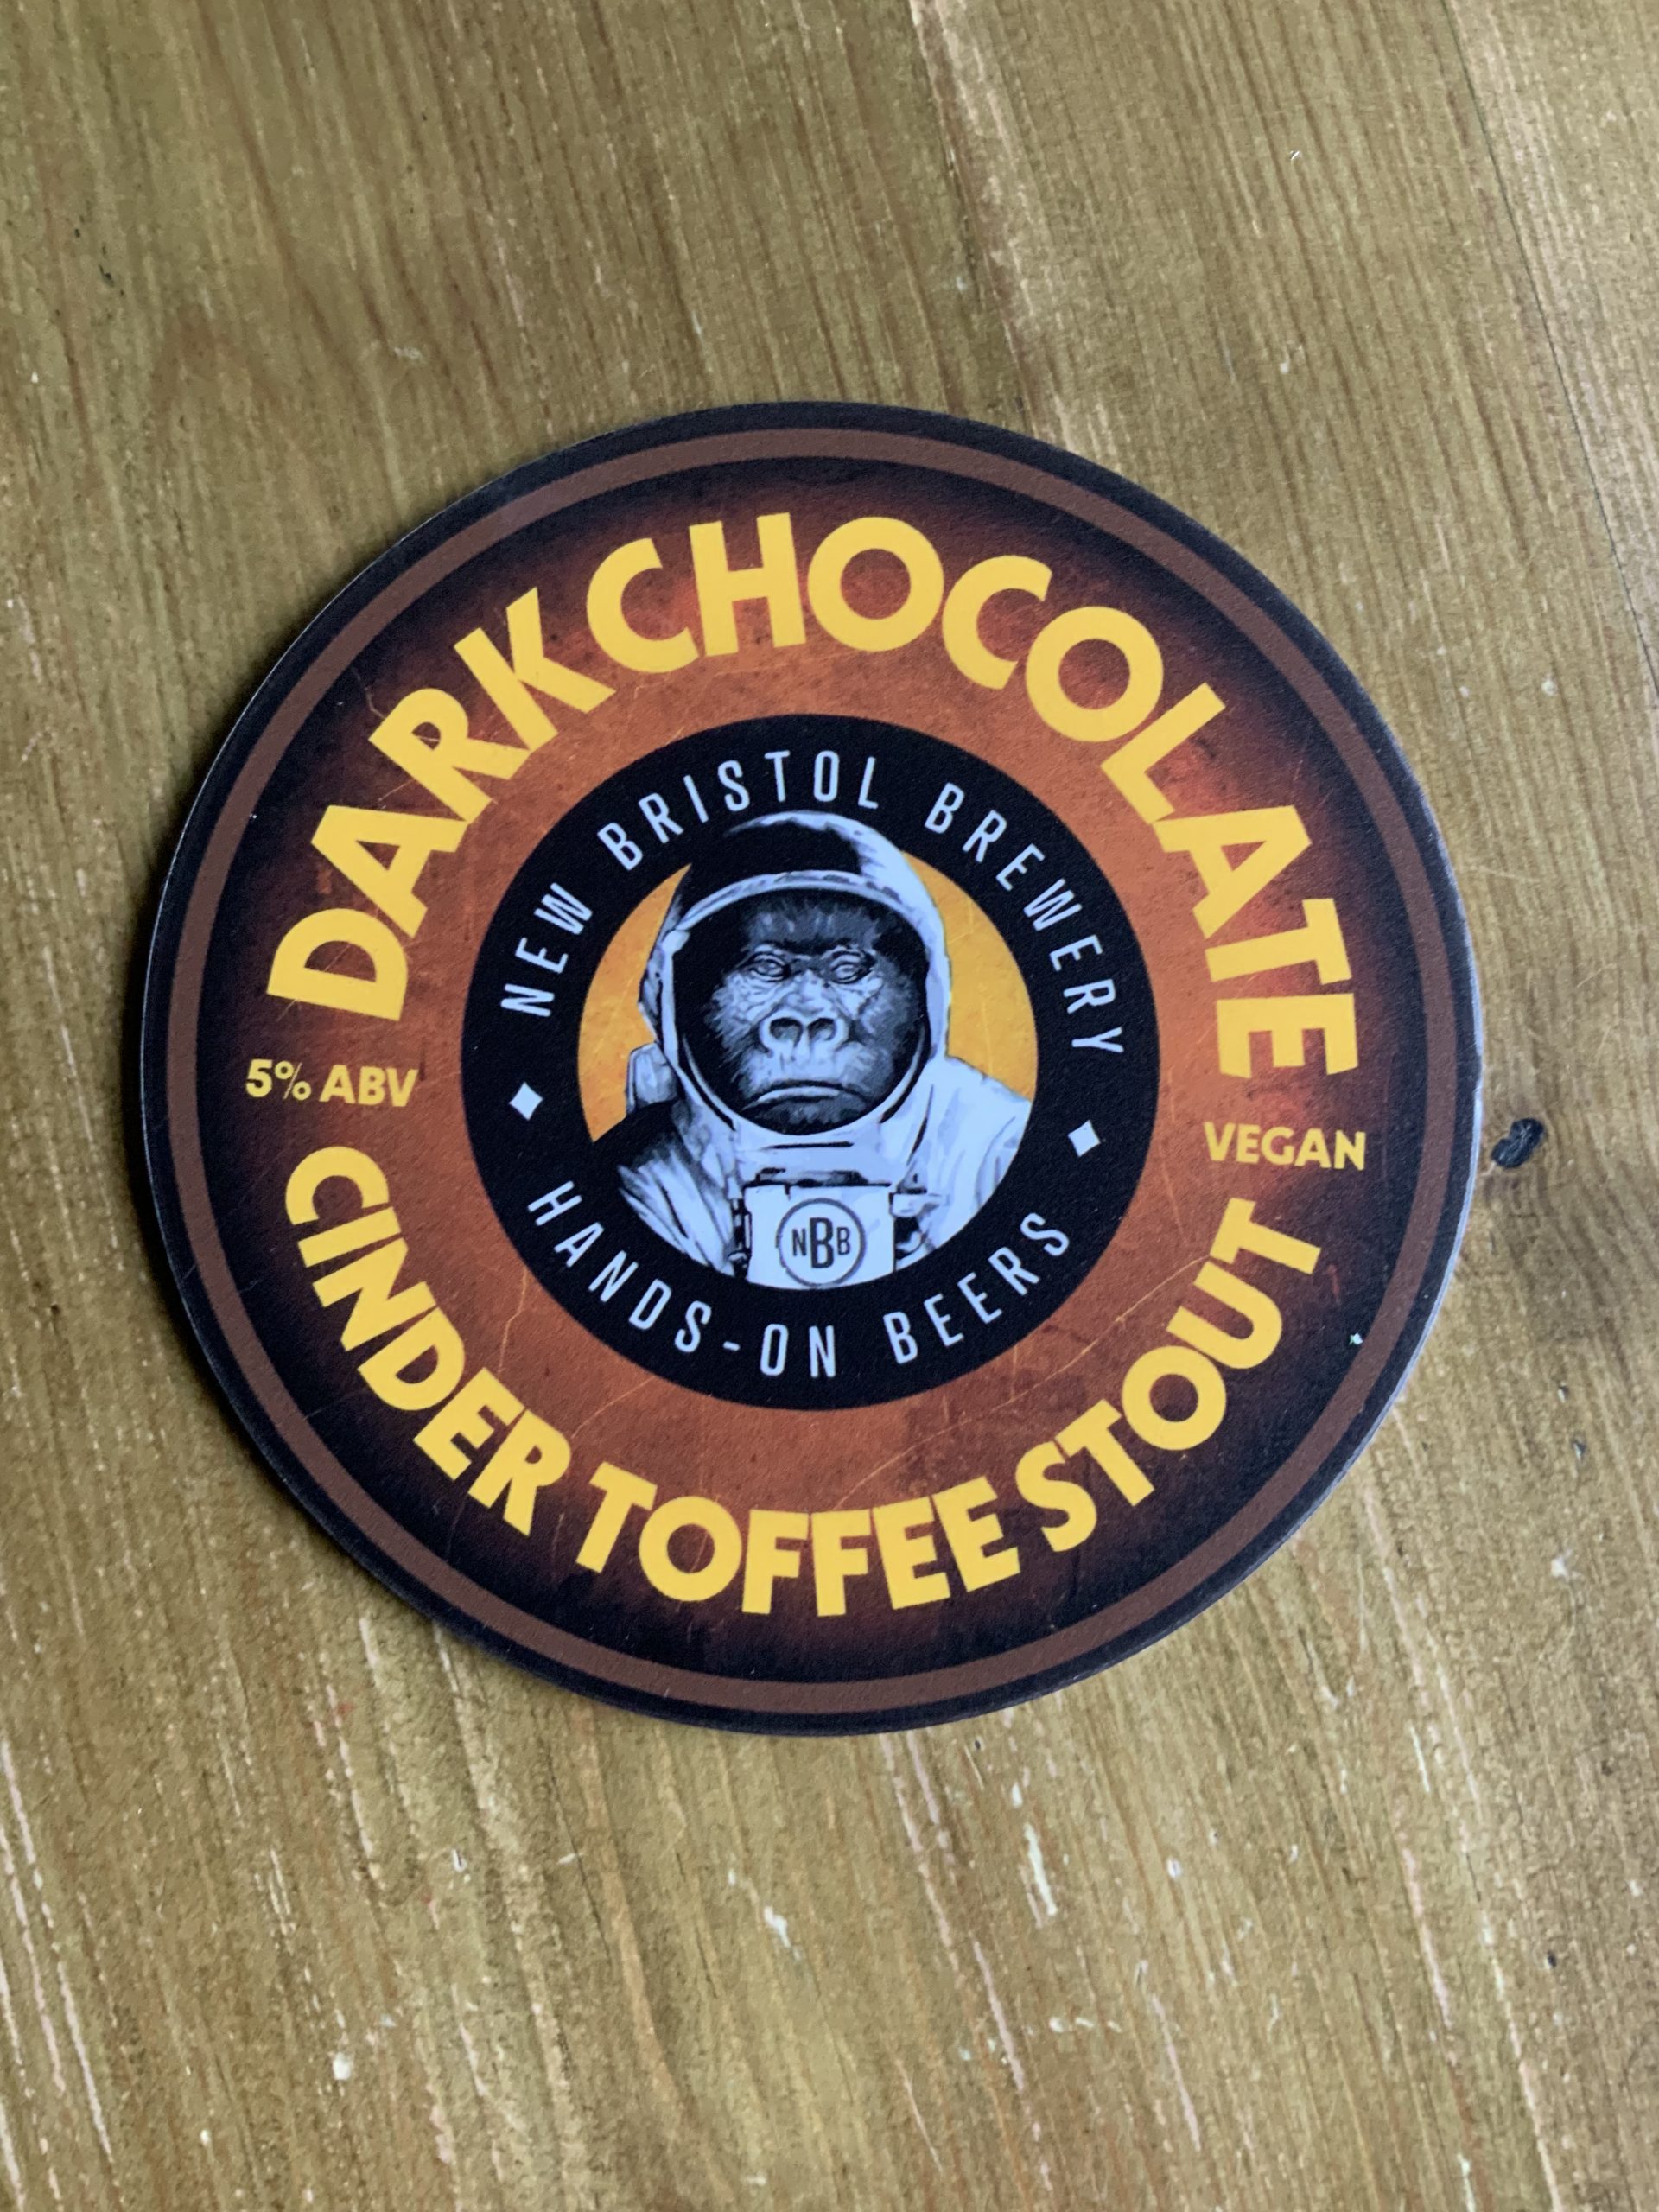 DARK CHOCOLATE
5% ABV
VEGAN
CINDER TOFFEE STOUT
NEW BRISTOL BREWERY
HANDS-ON BEERS
NBB